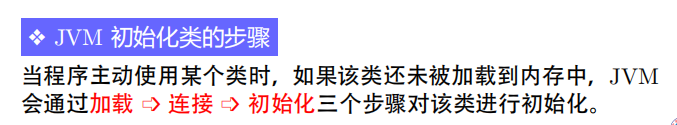 ❖ JVM 初始化类的步骤
当程序主动使用某个类时，如果该类还未被加载到内存中，JVM
会通过加载 ➩ 连接 ➩ 初始化三个步骤对该类进行初始化。